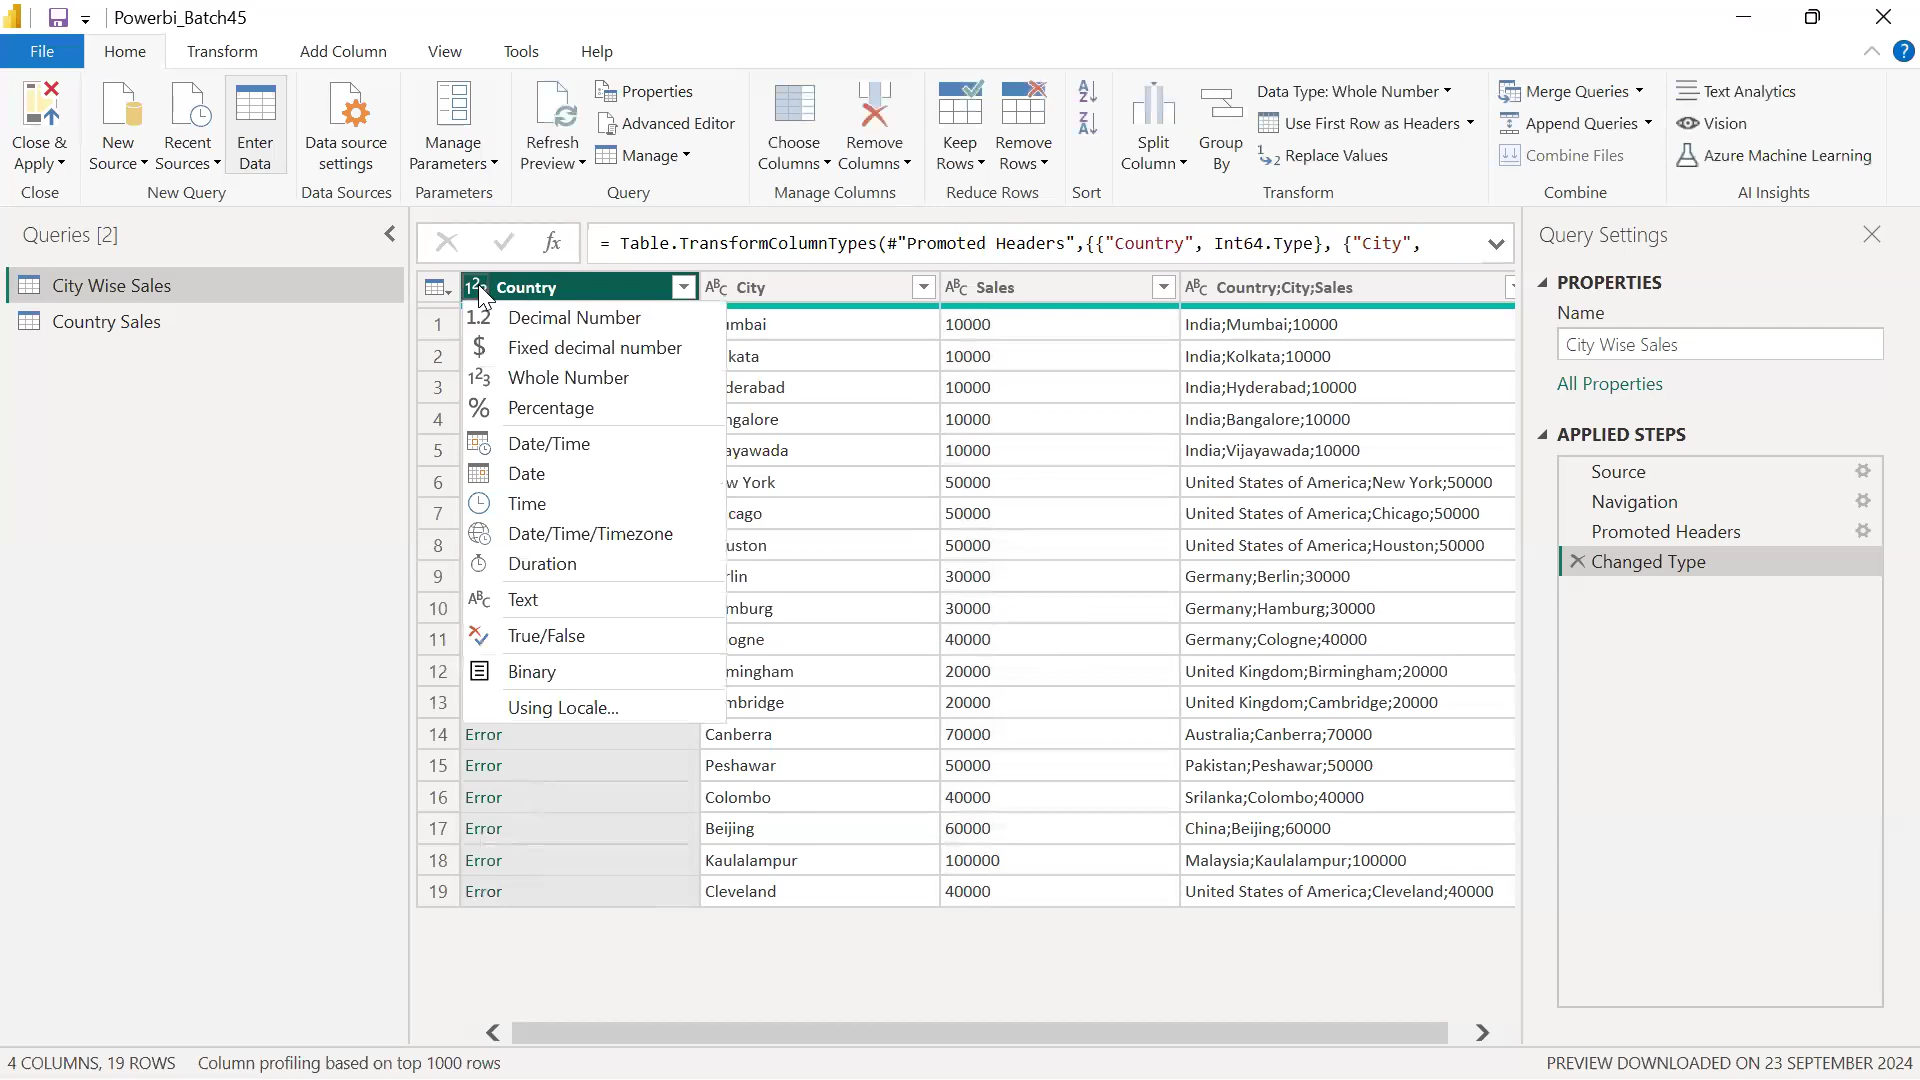 Powerbi_Batch45
File Home Transform Add Column View Tools Help
Close & Apply
New Source
Recent Sources
Enter Data
Data source settings
Manage Parameters
Refresh Preview
Properties
Advanced Editor
Manage
Choose Columns
Remove Columns
Keep Rows
Remove Rows
Split Column
Group By
Data Type: Whole Number
Use First Row as Headers
Replace Values
Merge Queries
Append Queries
Combine Files
Text Analytics
Vision
Azure Machine Learning
Close New Query Data Sources Parameters Query Manage Columns Reduce Rows Sort Transform Combine AI Insights
Queries [2]
City Wise Sales
Country Sales
fx = Table.TransformColumnTypes(#"Promoted Headers",{{"Country", Int64.Type}, {"City",
Country ABC City ABC Sales ABC Country;City;Sales
1.2 Decimal Number
$ Fixed decimal number
123 Whole Number
% Percentage
Date/Time
Date
Time
Date/Time/Timezone
Duration
ABC Text
True/False
Binary
Using Locale...
1 umbai 10000 India;Mumbai;10000
2 kata 10000 India;Kolkata;10000
3 derabad 10000 India;Hyderabad;10000
4 ngalore 10000 India;Bangalore;10000
5 ayawada 10000 India;Vijayawada;10000
6 w York 50000 United States of America;New York;50000
7 cago 50000 United States of America;Chicago;50000
8 uston 50000 United States of America;Houston;50000
9 rlin 30000 Germany;Berlin;30000
10 mburg 30000 Germany;Hamburg;30000
11 ogne 40000 Germany;Cologne;40000
12 mingham 20000 United Kingdom;Birmingham;20000
13 mbridge 20000 United Kingdom;Cambridge;20000
14 Error Canberra 70000 Australia;Canberra;70000
15 Error Peshawar 50000 Pakistan;Peshawar;50000
16 Error Colombo 40000 Srilanka;Colombo;40000
17 Error Beijing 60000 China;Beijing;60000
18 Error Kaulalampur 100000 Malaysia;Kaulalampur;100000
19 Error Cleveland 40000 United States of America;Cleveland;40000
Query Settings
PROPERTIES
Name
City Wise Sales
All Properties
APPLIED STEPS
Source
Navigation
Promoted Headers
Changed Type
4 COLUMNS, 19 ROWS Column profiling based on top 1000 rows PREVIEW DOWNLOADED ON 23 SEPTEMBER 2024